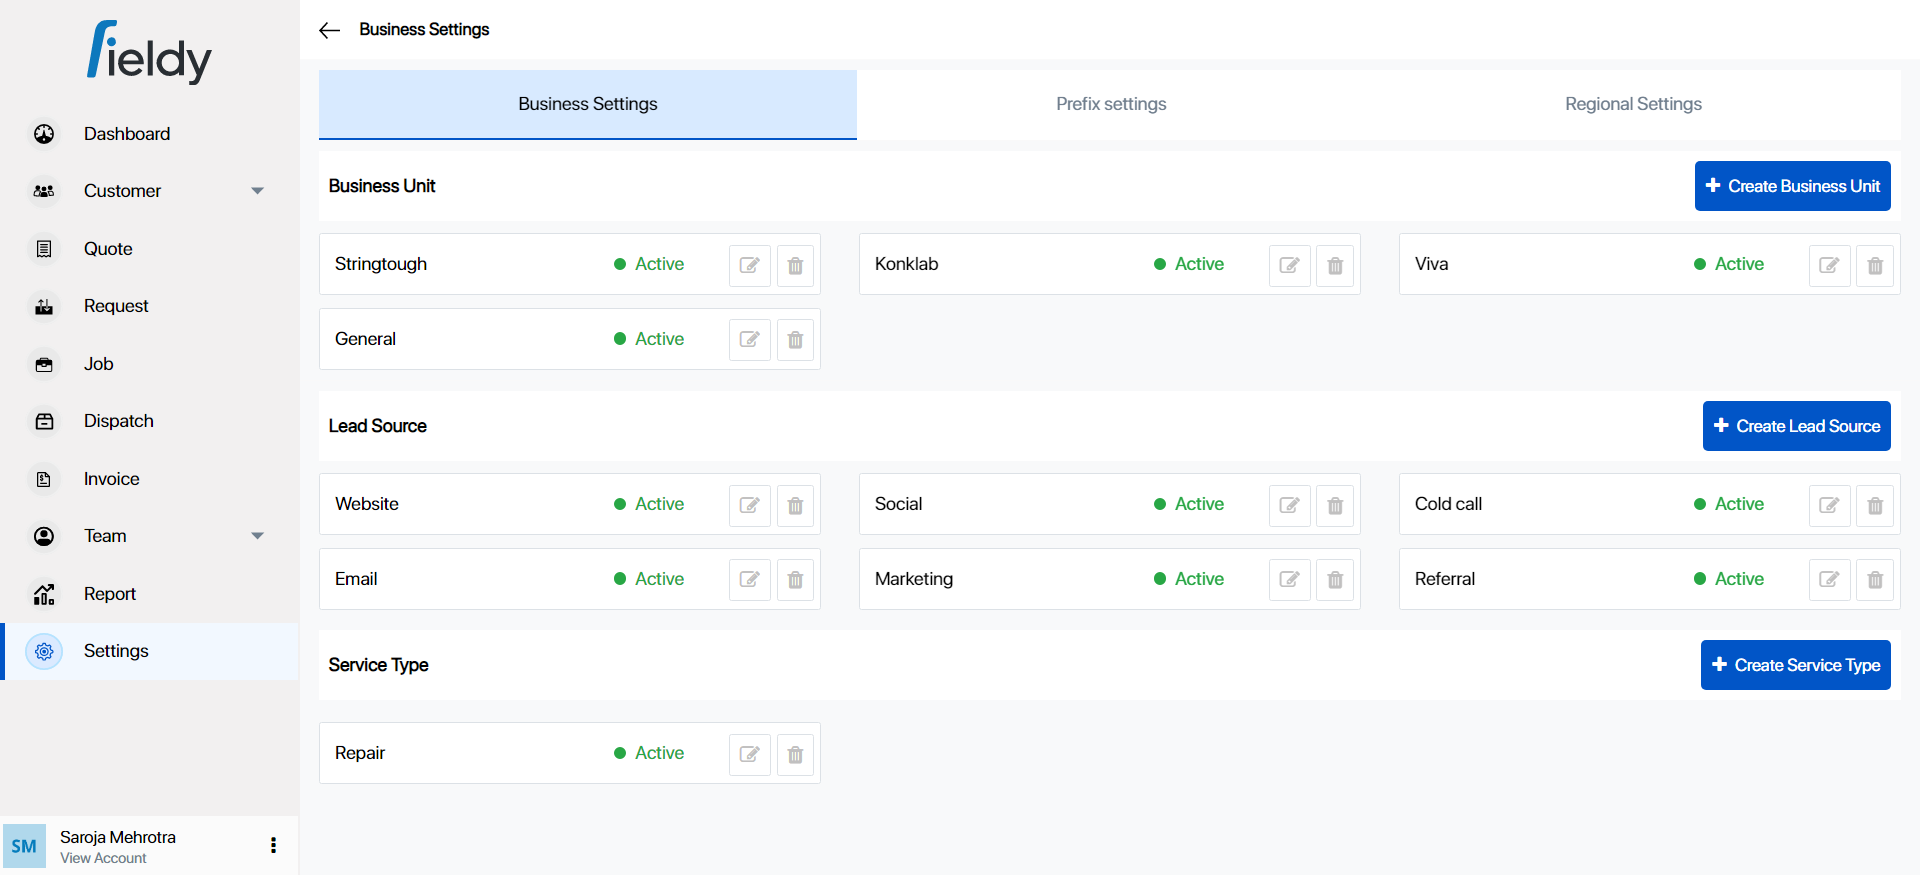 fieldy
Business Settings
Business Settings Prefix settings Regional Settings
Dashboard
Customer
Quote
Request
Job
Dispatch
Invoice
Team
Report
Settings
Business Unit + Create Business Unit
Stringtough Active Konklab Active Viva Active
General Active
Lead Source + Create Lead Source
Website Active Social Active Cold call Active
Email Active Marketing Active Referral Active
Service Type + Create Service Type
Repair Active
SM Saroja Mehrotra
View Account